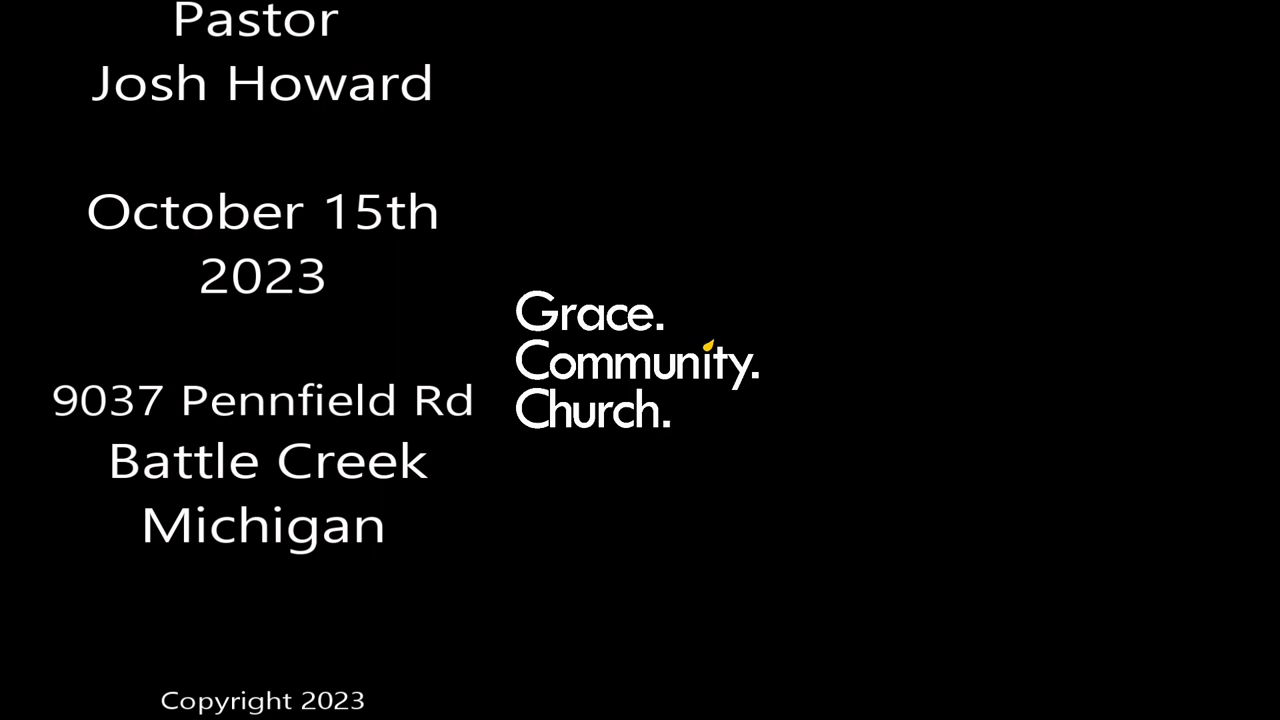 Pastor
Josh Howard
October 15th
2023
9037 Pennfield Rd
Battle Creek
Michigan
Copyright 2023
Grace.
Community.
Church.